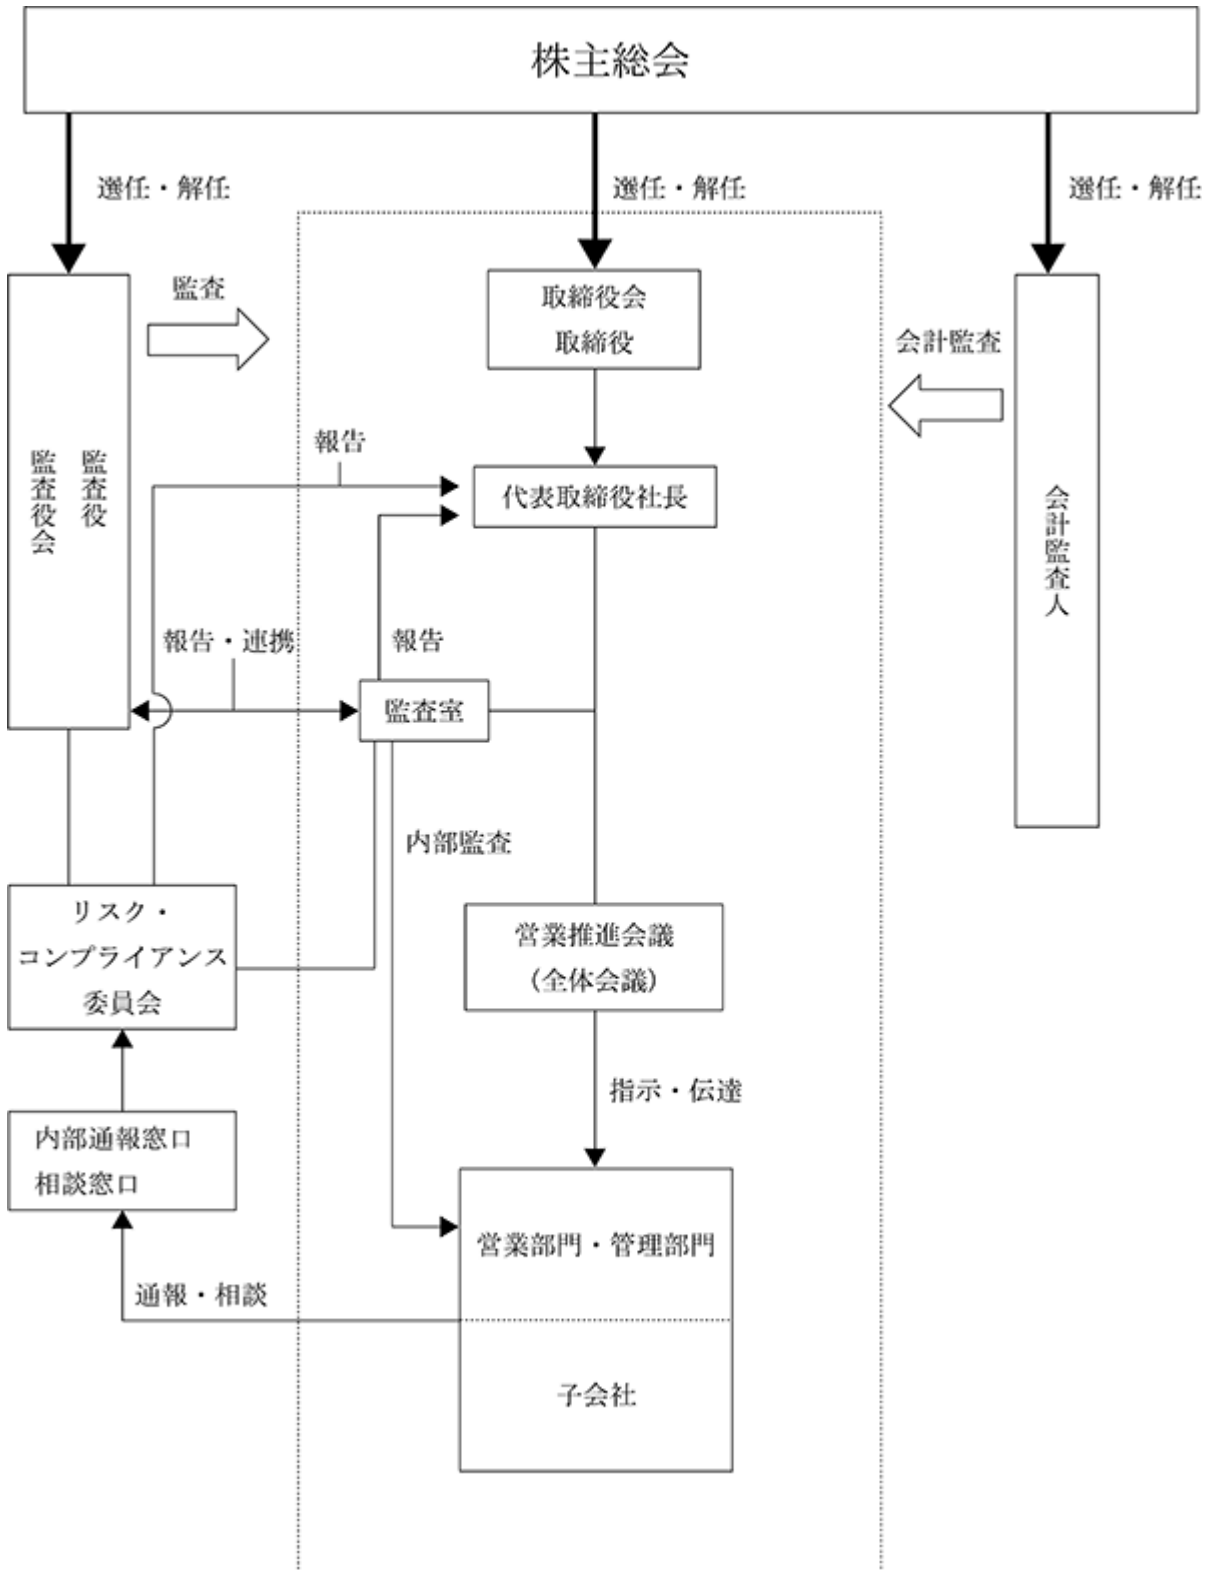 株主総会
選任・解任
選任・解任
選任・解任
監査
取締役会
取締役
会計監査
報告
監査役
監査役会
代表取締役社長
会計監査人
報告・連携
報告
監査室
内部監査
リスク・
コンプライアンス
委員会
営業推進会議
(全体会議)
指示・伝達
内部通報窓口
相談窓口
営業部門・管理部門
通報・相談
子会社